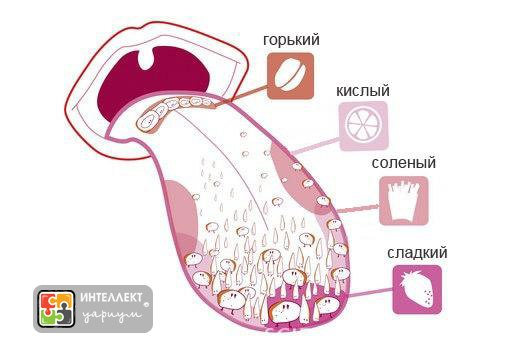 горький
кислый
соленый
сладкий
ИНТЕЛЛЕКТ
уариум